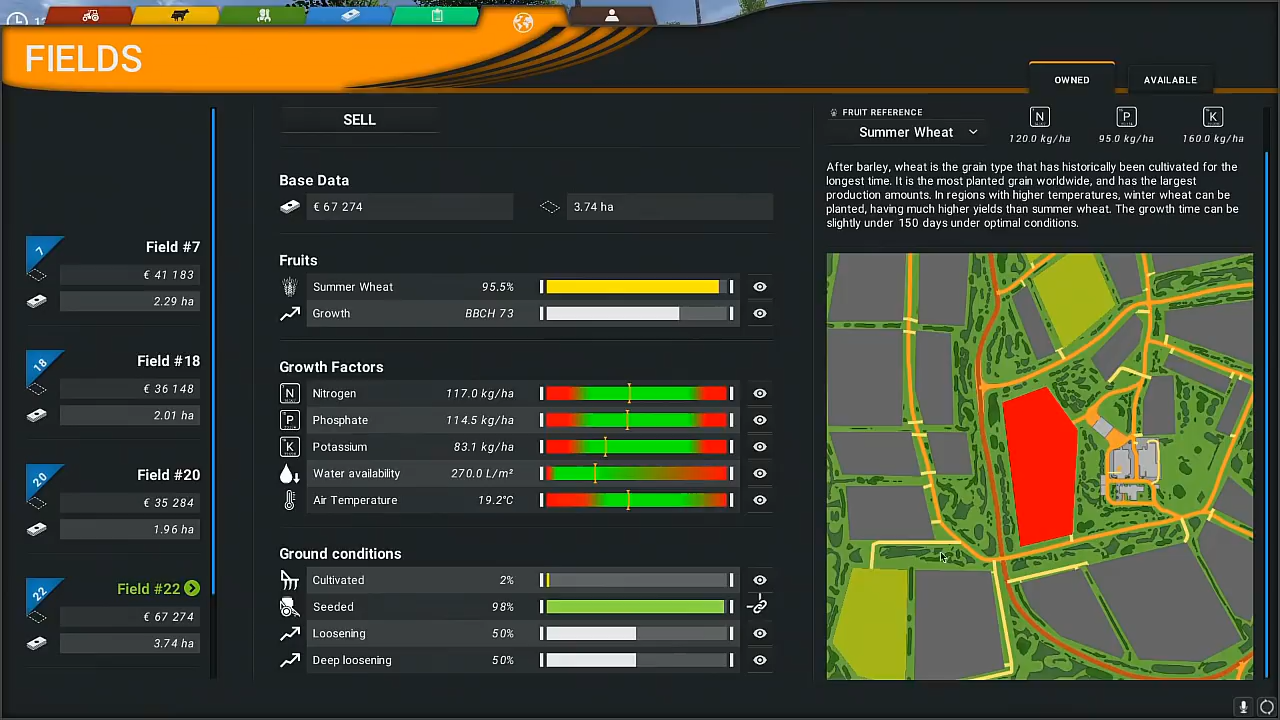 FIELDS
OWNED
AVAILABLE
7
Field #7
€ 41 183
2.29 ha
18
Field #18
€ 36 148
2.01 ha
20
Field #20
€ 35 284
1.96 ha
22
Field #22
€ 67 274
3.74 ha
SELL
Base Data
€ 67 274
3.74 ha
Fruits
Summer Wheat 95.5%
Growth BBCH 73
Growth Factors
N Nitrogen 117.0 kg/ha
P Phosphate 114.5 kg/ha
K Potassium 83.1 kg/ha
Water availability 270.0 L/m²
Air Temperature 19.2°C
Ground conditions
Cultivated 2%
Seeded 98%
Loosening 50%
Deep loosening 50%
FRUIT REFERENCE
Summer Wheat
N P K
120.0 kg/ha 95.0 kg/ha 160.0 kg/ha
After barley, wheat is the grain type that has historically been cultivated for the
longest time. It is the most planted grain worldwide, and has the largest
production amounts. In regions with higher temperatures, winter wheat can be
planted, having much higher yields than summer wheat. The growth time can be
slightly under 150 days under optimal conditions.